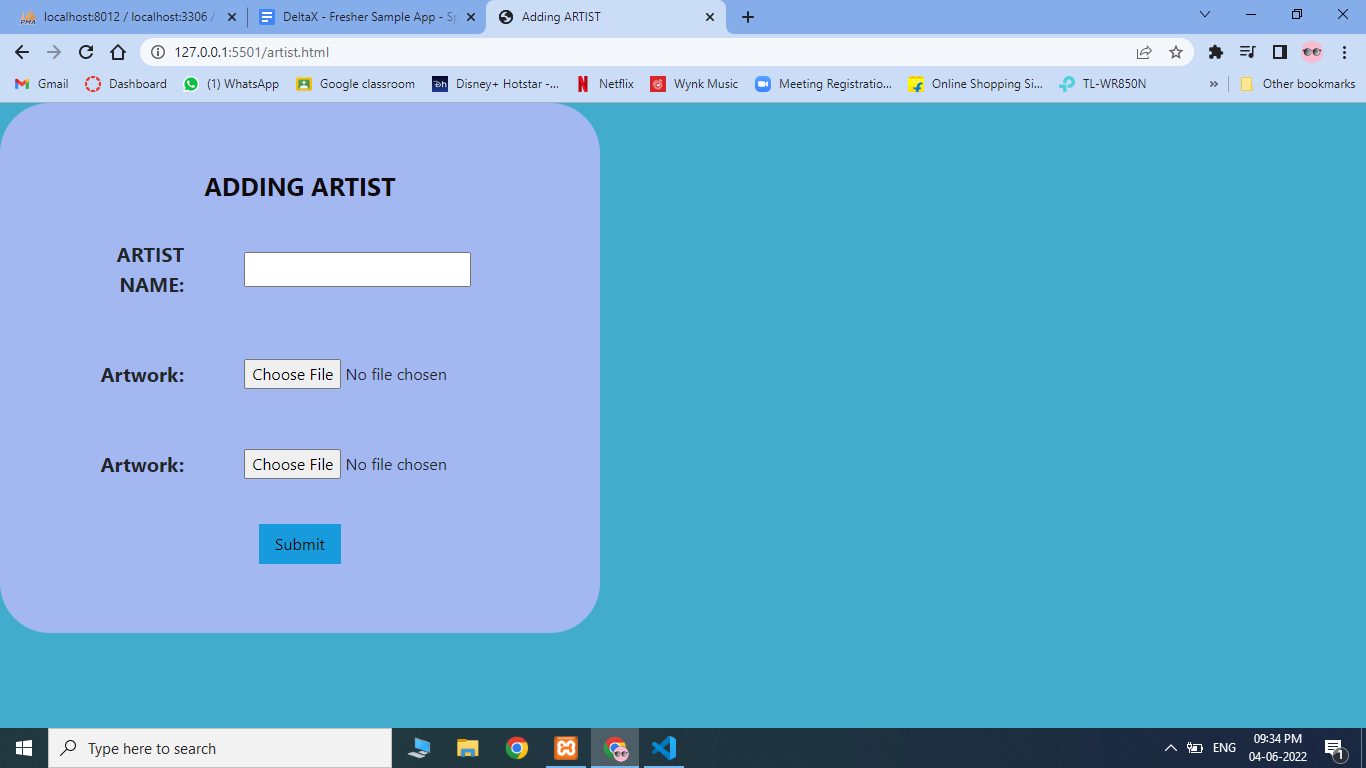 localhost:8012 / localhost:3306 /
DeltaX - Fresher Sample App - Sp
Adding ARTIST
127.0.0.1:5501/artist.html
Gmail
Dashboard
(1) WhatsApp
Google classroom
Disney+ Hotstar -...
Netflix
Wynk Music
Meeting Registratio...
Online Shopping Si...
TL-WR850N
»
Other bookmarks
ADDING ARTIST
ARTIST
NAME:
Artwork:
Choose File No file chosen
Artwork:
Choose File No file chosen
Submit
Type here to search
ENG
09:34 PM
04-06-2022
1